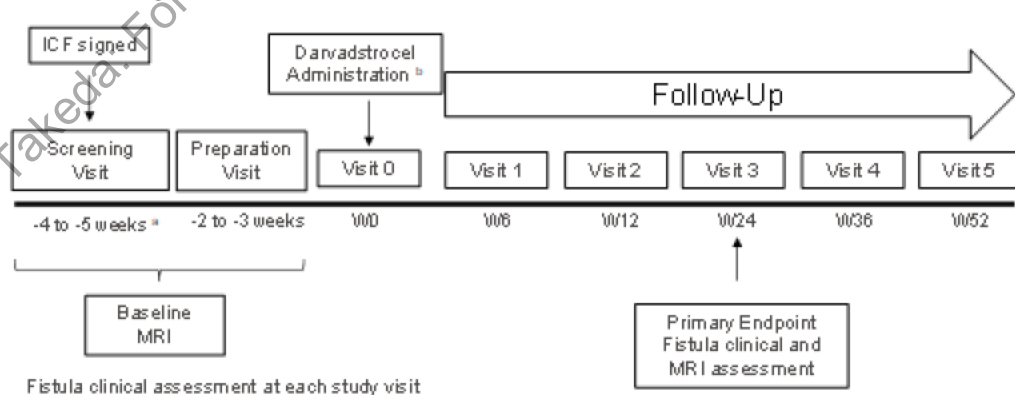 Takeda. For
ICF signed
Darvadstrocel
Administration b
Follow-Up
Screening
Visit
Preparation
Visit
Visit 0
Visit 1
Visit 2
Visit 3
Visit 4
Visit 5
-4 to -5 weeks a
-2 to -3 weeks
W0
W6
W12
W24
W36
W52
Baseline
MRI
Primary Endpoint
Fistula clinical and
MRI assessment
Fistula clinical assessment at each study visit